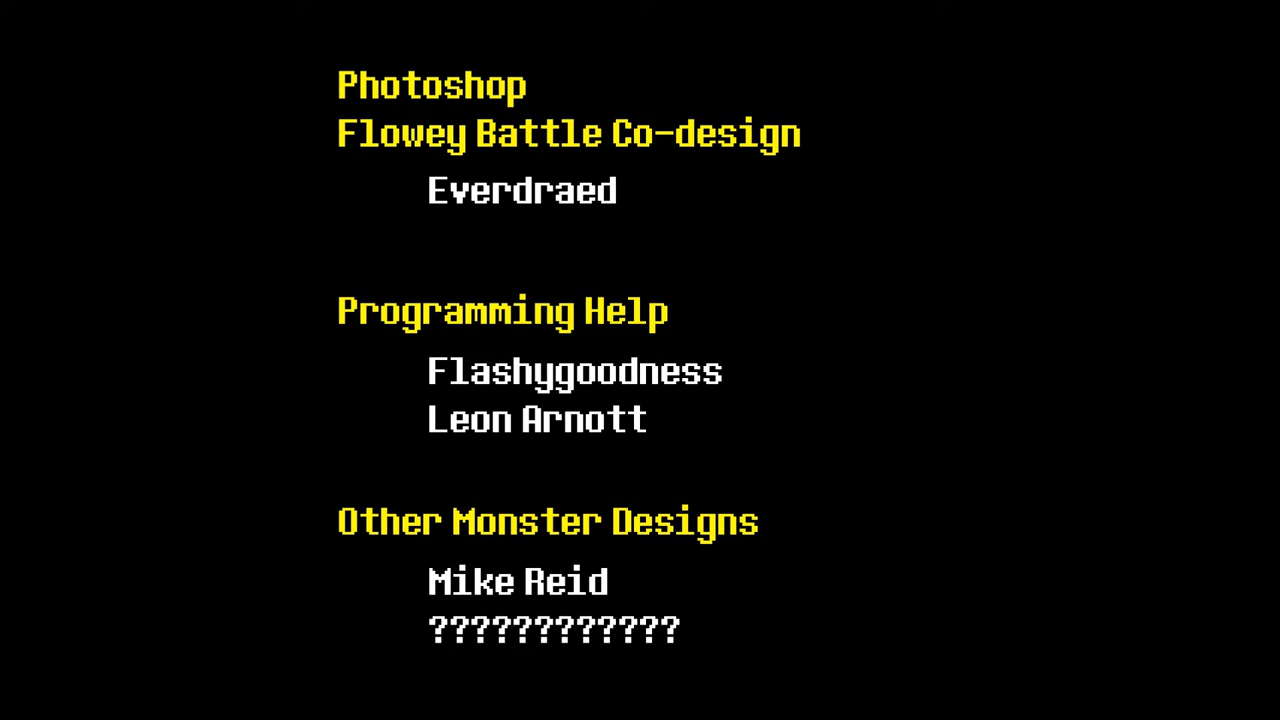 Photoshop
Flowey Battle Co-design
Everdraed
Programming Help
Flashygoodness
Leon Arnott
Other Monster Designs
Mike Reid
????????????